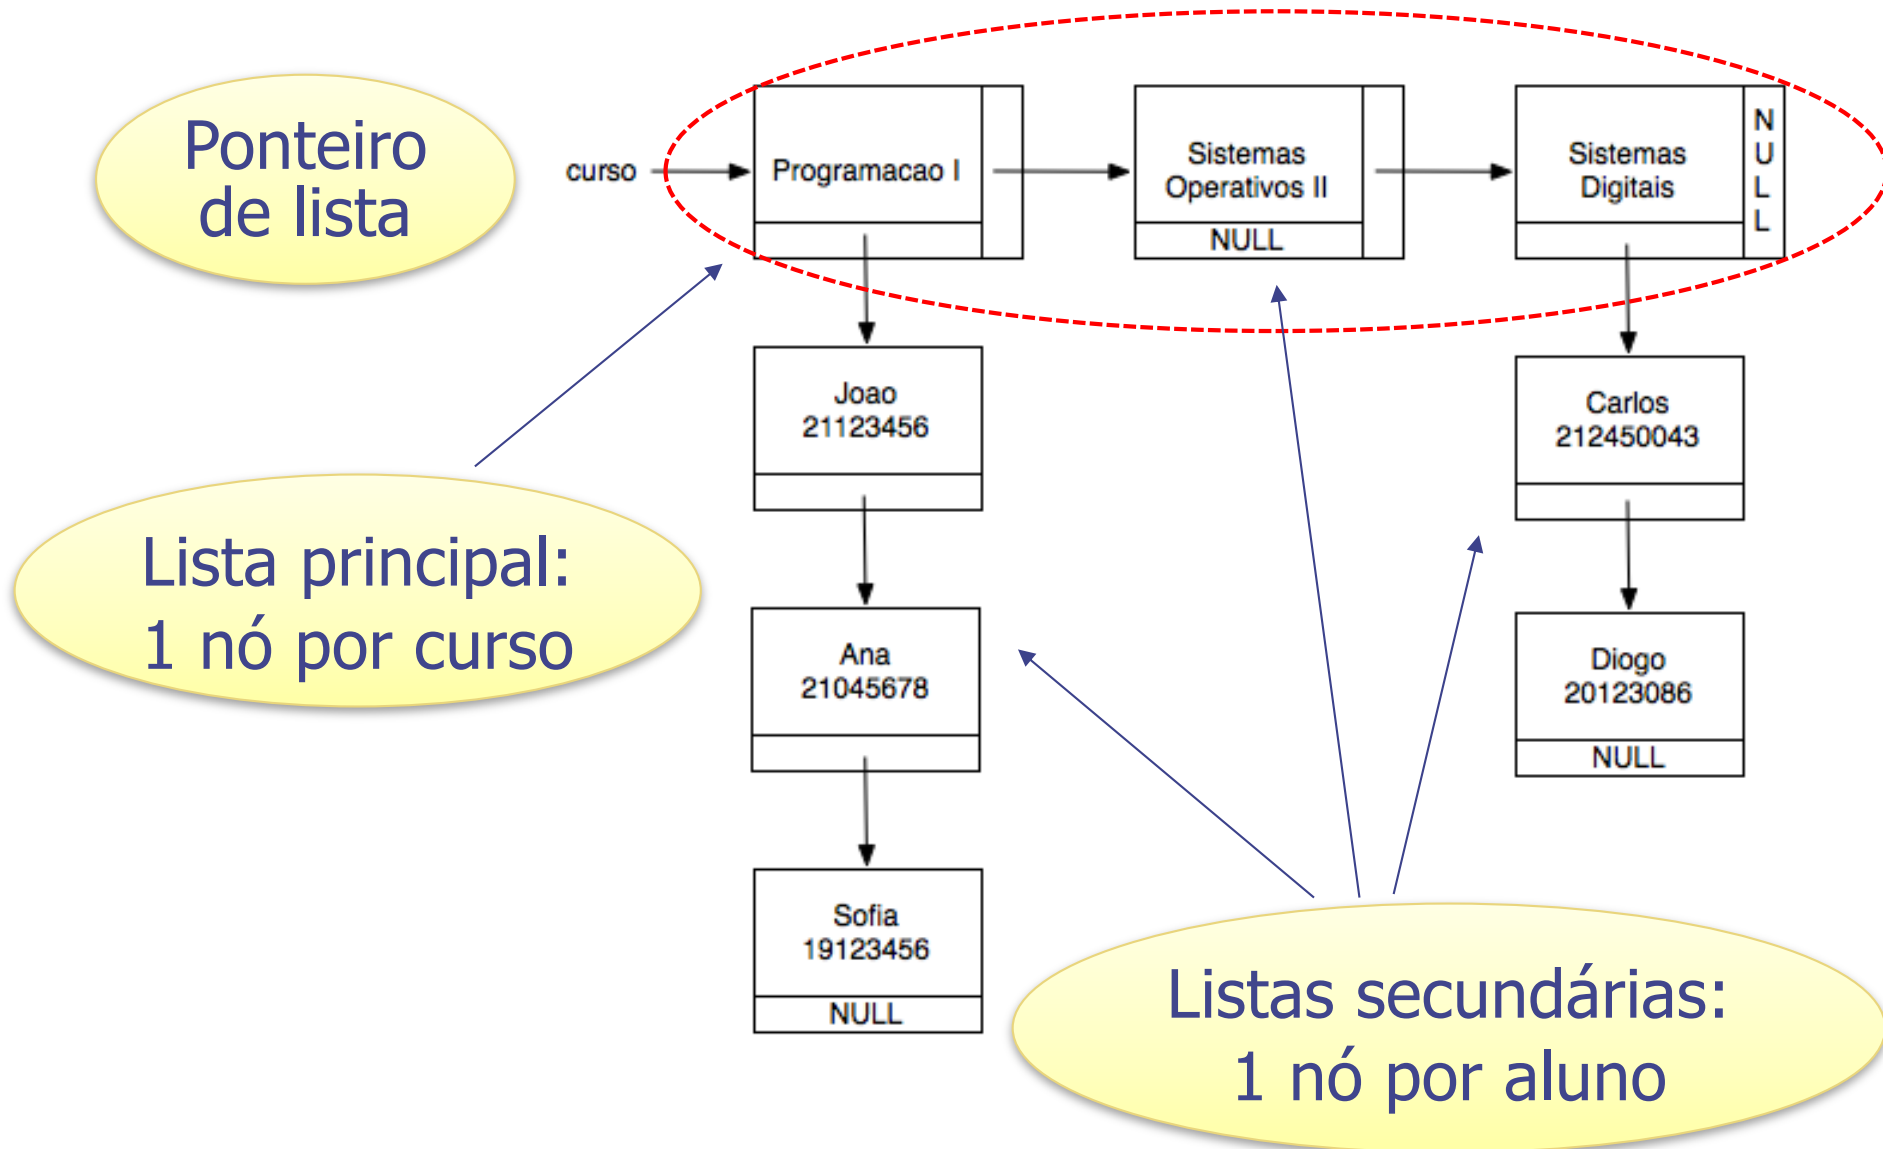 Ponteiro
de lista
curso
Programacao I
Sistemas
Operativos II
NULL
Sistemas
Digitais
N
U
L
L
Joao
21123456
Carlos
212450043
Lista principal:
1 nó por curso
Ana
21045678
Diogo
20123086
NULL
Sofia
19123456
NULL
Listas secundárias:
1 nó por aluno